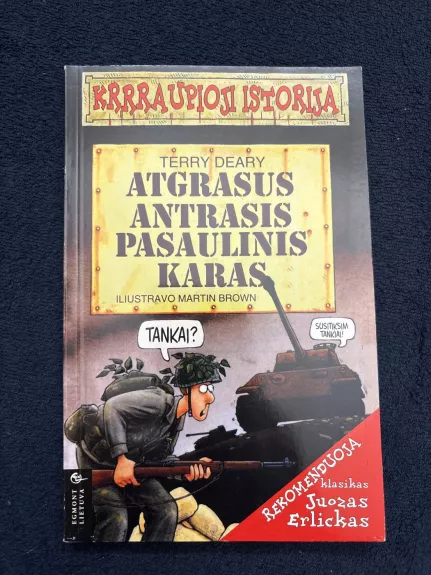 KRRRAUPIOJI ISTORIJA
TERRY DEARY
ATGRASUS
ANTRASIS
PASAULINIS
KARAS
ILIUSTRAVO MARTIN BROWN
TANKAI?
SUSITIKSIM
TANKIAI!
REKOMENDUOJA
klasikas
Juozas
Erlickas
EGMONT
LIETUVA